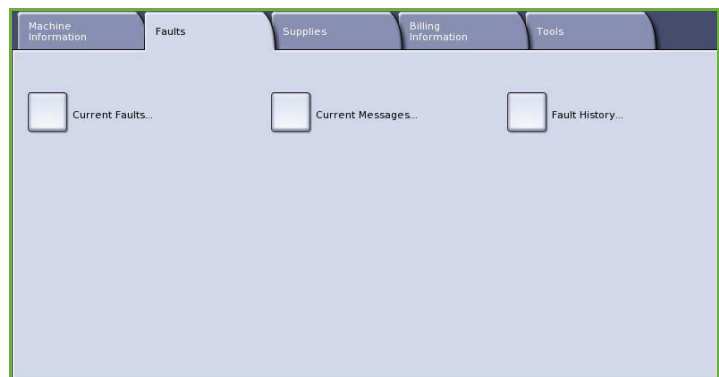 Machine
Information
Faults
Supplies
Billing
Information
Tools
Current Faults...
Current Messages...
Fault History...